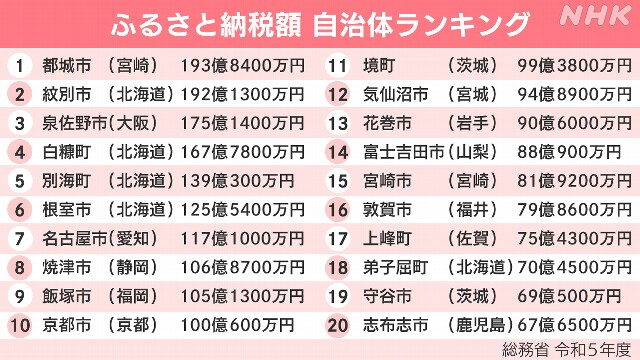 NHK
ふるさと納税額 自治体ランキング
1 都城市 (宮崎) 193億8400万円
2 紋別市 (北海道) 192億1300万円
3 泉佐野市(大阪) 175億1400万円
4 白糠町 (北海道) 167億7800万円
5 別海町 (北海道) 139億300万円
6 根室市 (北海道) 125億5400万円
7 名古屋市(愛知) 117億1000万円
8 焼津市 (静岡) 106億8700万円
9 飯塚市 (福岡) 105億1300万円
10 京都市 (京都) 100億600万円
11 境町 (茨城) 99億3800万円
12 気仙沼市 (宮城) 94億8900万円
13 花巻市 (岩手) 90億6000万円
14 富士吉田市(山梨) 88億900万円
15 宮崎市 (宮崎) 81億9200万円
16 敦賀市 (福井) 79億8600万円
17 上峰町 (佐賀) 75億4300万円
18 弟子屈町 (北海道) 70億4500万円
19 守谷市 (茨城) 69億500万円
20 志布志市 (鹿児島) 67億6500万円
総務省 令和5年度